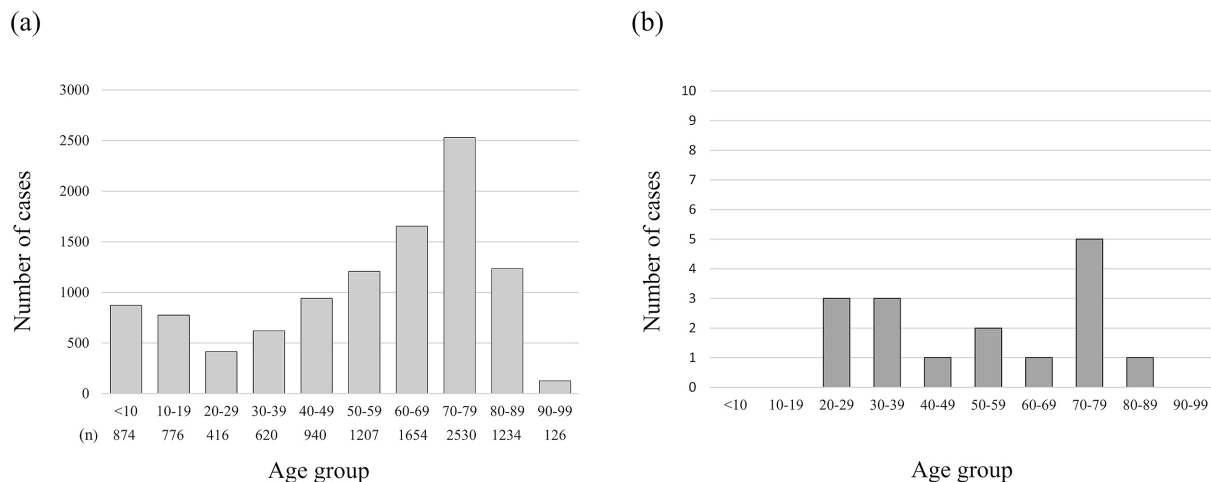 (a)
Number of cases
3000
2500
2000
1500
1000
500
0
<10 10-19 20-29 30-39 40-49 50-59 60-69 70-79 80-89 90-99
(n) 874 776 416 620 940 1207 1654 2530 1234 126
Age group
(b)
Number of cases
10
9
8
7
6
5
4
3
2
1
0
<10 10-19 20-29 30-39 40-49 50-59 60-69 70-79 80-89 90-99
Age group